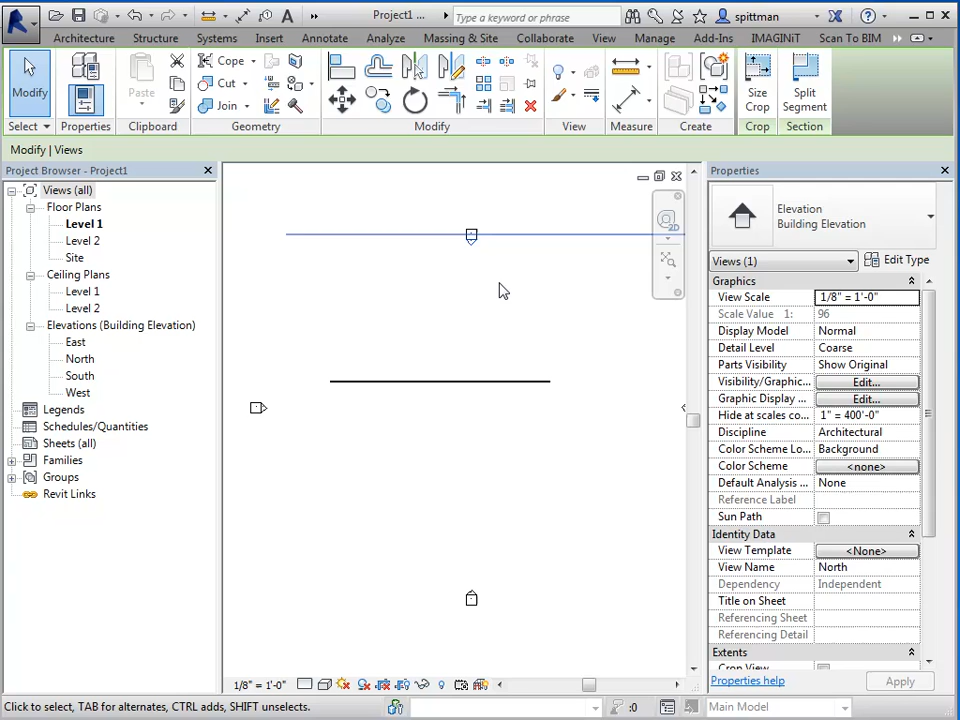 Project1
Type a keyword or phrase
spittman
Architecture
Structure
Systems
Insert
Annotate
Analyze
Massing & Site
Collaborate
View
Manage
Add-Ins
IMAGINiT
Scan To BIM
Modify
Paste
Cope
Cut
Join
Size
Crop
Split
Segment
Select
Properties
Clipboard
Geometry
Modify
View
Measure
Create
Crop
Section
Modify | Views
Project Browser - Project1
Views (all)
Floor Plans
Level 1
Level 2
Site
Ceiling Plans
Level 1
Level 2
Elevations (Building Elevation)
East
North
South
West
Legends
Schedules/Quantities
Sheets (all)
Families
Groups
Revit Links
2D
1/8" = 1'-0"
Properties
Elevation
Building Elevation
Views (1)
Edit Type
Graphics
View Scale 1/8" = 1'-0"
Scale Value 1: 96
Display Model Normal
Detail Level Coarse
Parts Visibility Show Original
Visibility/Graphic... Edit...
Graphic Display ... Edit...
Hide at scales co... 1" = 400'-0"
Discipline Architectural
Color Scheme Lo... Background
Color Scheme <none>
Default Analysis ... None
Reference Label
Sun Path
Identity Data
View Template <None>
View Name North
Dependency Independent
Title on Sheet
Referencing Sheet
Referencing Detail
Extents
Crop View
Properties help
Apply
Click to select, TAB for alternates, CTRL adds, SHIFT unselects.
:0
Main Model